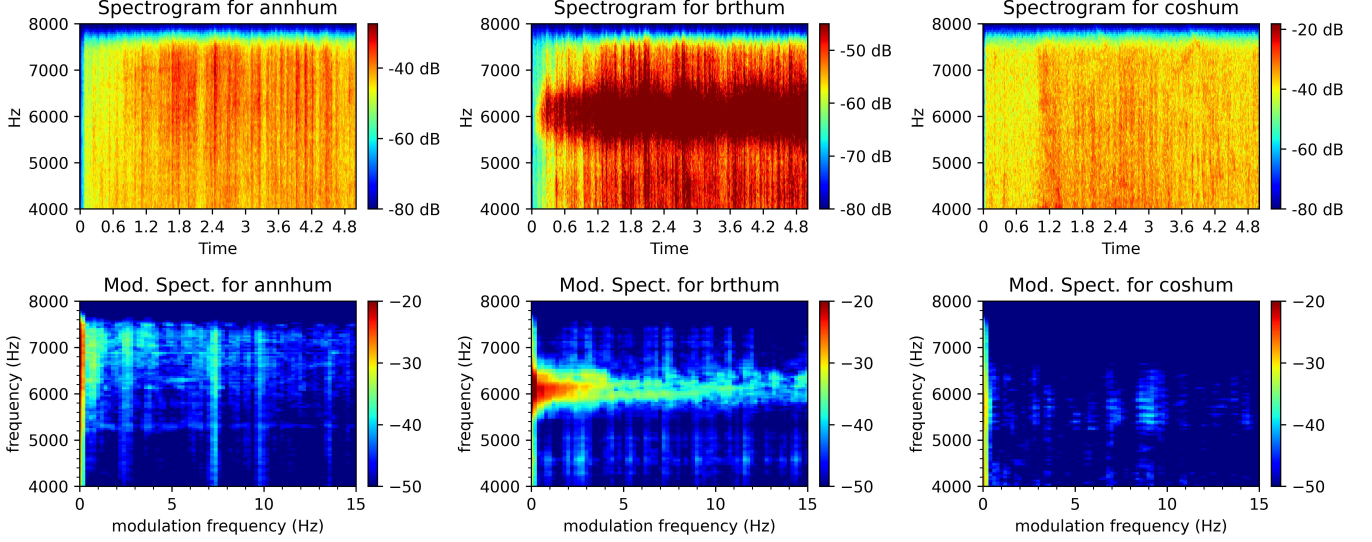 Spectrogram for annhum
8000
7000
6000
5000
4000
Hz
0 0.6 1.2 1.8 2.4 3 3.6 4.2 4.8
Time
-40 dB
-60 dB
-80 dB
Spectrogram for brthum
8000
7000
6000
5000
4000
Hz
0 0.6 1.2 1.8 2.4 3 3.6 4.2 4.8
Time
-50 dB
-60 dB
-70 dB
-80 dB
Spectrogram for coshum
8000
7000
6000
5000
4000
Hz
0 0.6 1.2 1.8 2.4 3 3.6 4.2 4.8
Time
-20 dB
-40 dB
-60 dB
-80 dB
Mod. Spect. for annhum
8000
7000
6000
5000
4000
frequency (Hz)
0 5 10 15
modulation frequency (Hz)
−20
−30
−40
−50
Mod. Spect. for brthum
8000
7000
6000
5000
4000
frequency (Hz)
0 5 10 15
modulation frequency (Hz)
−20
−30
−40
−50
Mod. Spect. for coshum
8000
7000
6000
5000
4000
frequency (Hz)
0 5 10 15
modulation frequency (Hz)
−20
−30
−40
−50